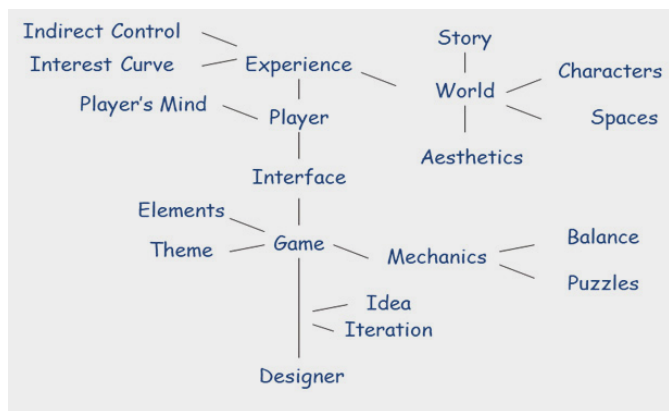 Indirect Control
Story
Interest Curve
Experience
Characters
World
Player's Mind
Player
Spaces
Aesthetics
Interface
Elements
Theme
Game
Balance
Mechanics
Puzzles
Idea
Iteration
Designer